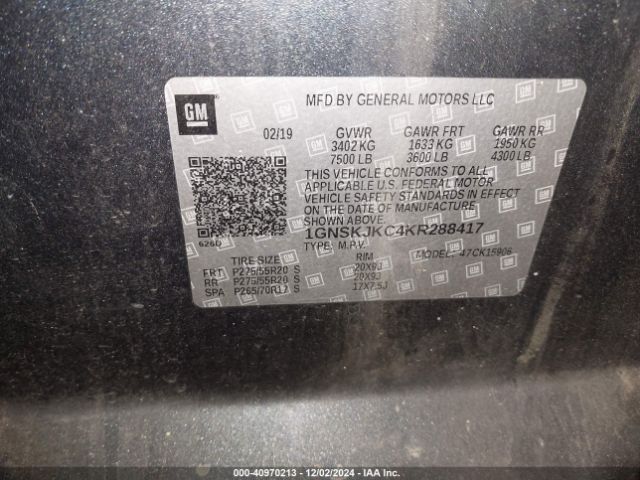 GM
MFD BY GENERAL MOTORS LLC
02/19 GVWR GAWR FRT GAWR RR
3402 KG 1633 KG 1950 KG
7500 LB 3600 LB 4300 LB
THIS VEHICLE CONFORMS TO ALL
APPLICABLE U.S. FEDERAL MOTOR
VEHICLE SAFETY STANDARDS IN EFFECT
ON THE DATE OF MANUFACTURE
SHOWN ABOVE.
1GNSKJKC4KR288417
626D TYPE: M.P.V. MODEL: 47CK15906
TIRE SIZE RIM
FRT P275/55R20 S 20X9J
RR P275/55R20 S 20X9J
SPA P265/70R17 S 17X7.5J
000-40970213 - 12/02/2024 - IAA Inc.